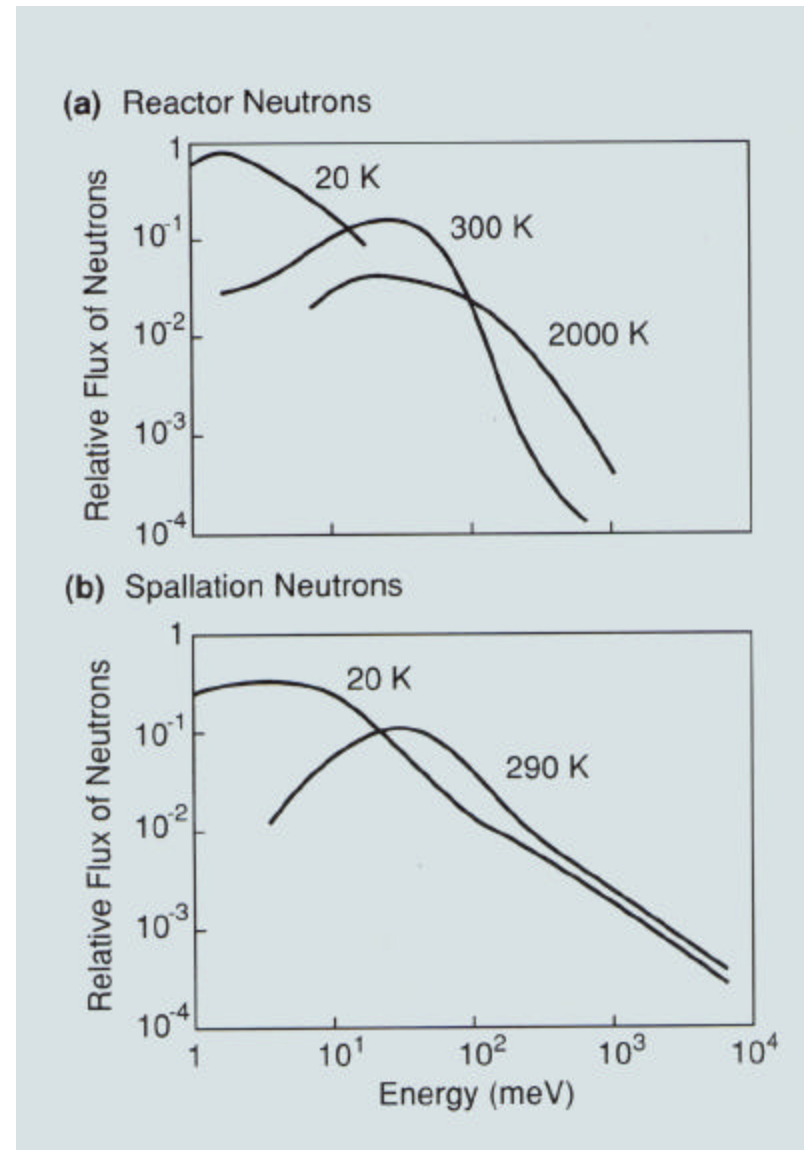 (a) Reactor Neutrons
Relative Flux of Neutrons
1
10⁻¹
10⁻²
10⁻³
10⁻⁴
20 K
300 K
2000 K
(b) Spallation Neutrons
Relative Flux of Neutrons
1
10⁻¹
10⁻²
10⁻³
10⁻⁴
20 K
290 K
1 10¹ 10² 10³ 10⁴
Energy (meV)